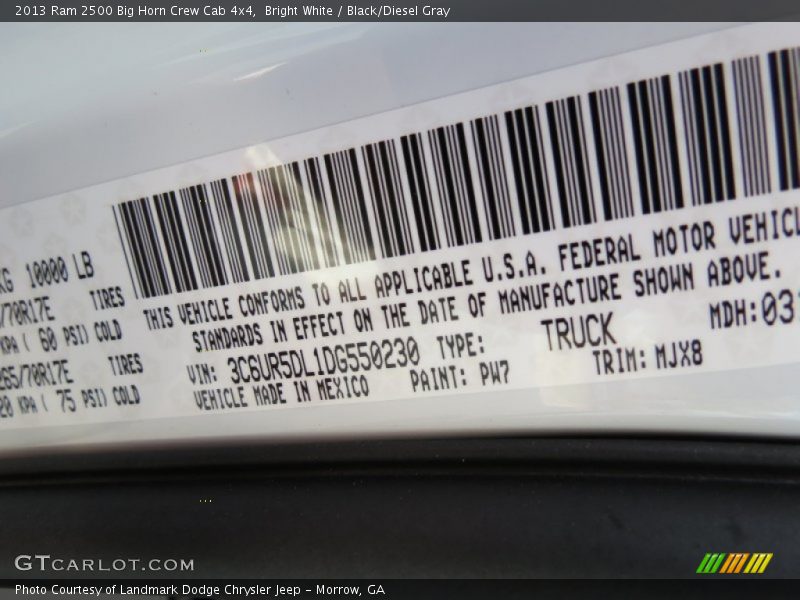 2013 Ram 2500 Big Horn Crew Cab 4x4, Bright White / Black/Diesel Gray
KG 10000 LB
/70R17E TIRES
KPA ( 60 PSI) COLD
265/70R17E TIRES
20 KPA ( 75 PSI) COLD
THIS VEHICLE CONFORMS TO ALL APPLICABLE U.S.A. FEDERAL MOTOR VEHICL
STANDARDS IN EFFECT ON THE DATE OF MANUFACTURE SHOWN ABOVE.
VIN: 3C6UR5DL1DG550230 TYPE: TRUCK MDH:03
VEHICLE MADE IN MEXICO PAINT: PW7 TRIM: MJX8
GTCARLOT.COM
Photo Courtesy of Landmark Dodge Chrysler Jeep – Morrow, GA